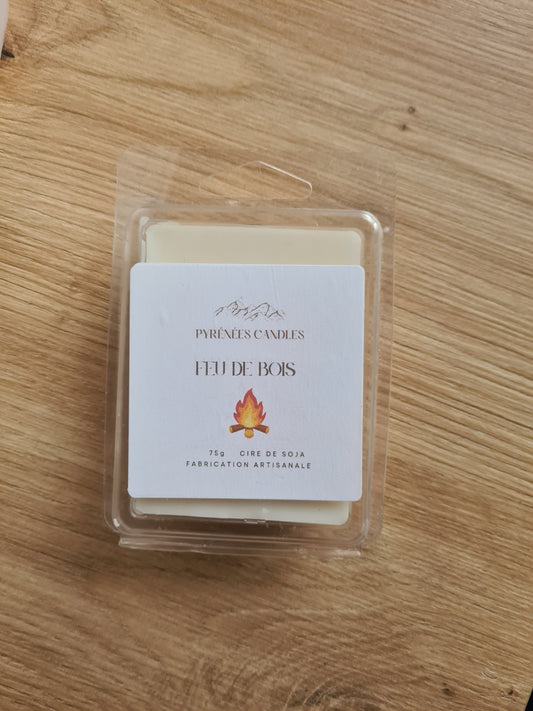 PYRÉNÉES CANDLES
FEU DE BOIS
75g CIRE DE SOJA
FABRICATION ARTISANALE